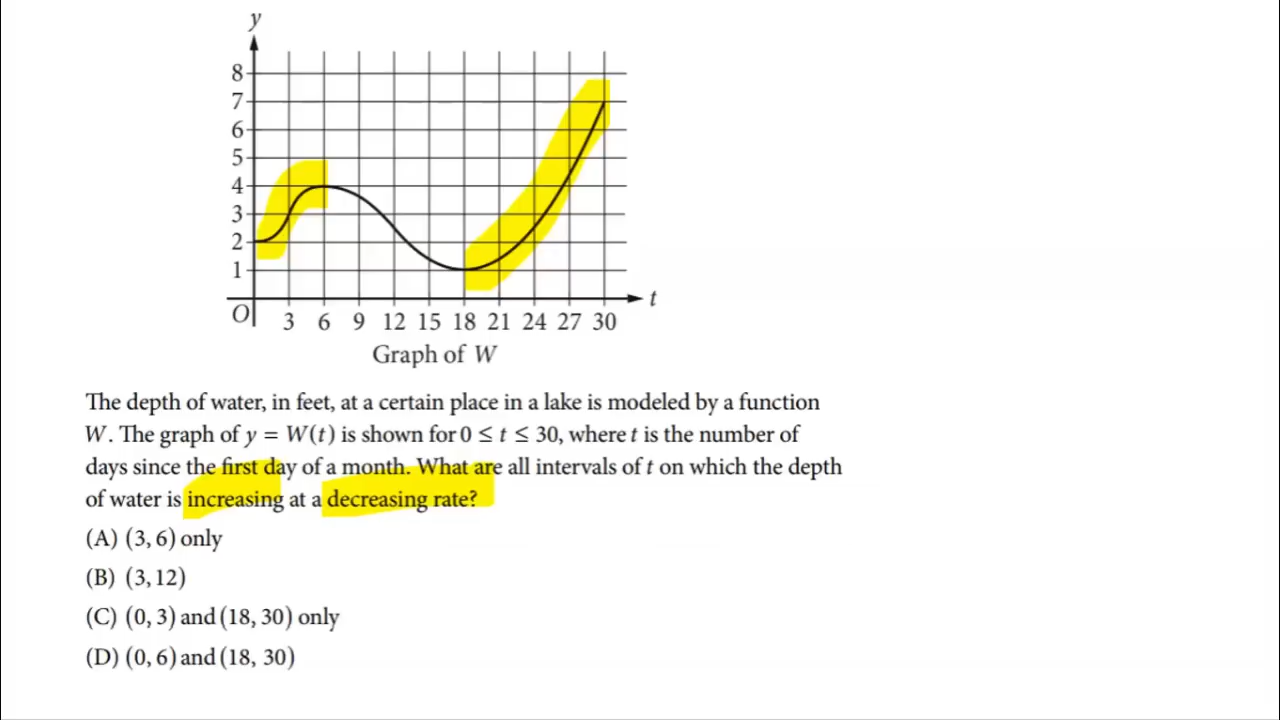 y
8
7
6
5
4
3
2
1
O 3 6 9 12 15 18 21 24 27 30 t
Graph of W
The depth of water, in feet, at a certain place in a lake is modeled by a function
W. The graph of y = W(t) is shown for 0 ≤ t ≤ 30, where t is the number of
days since the first day of a month. What are all intervals of t on which the depth
of water is increasing at a decreasing rate?
(A) (3, 6) only
(B) (3, 12)
(C) (0, 3) and (18, 30) only
(D) (0, 6) and (18, 30)